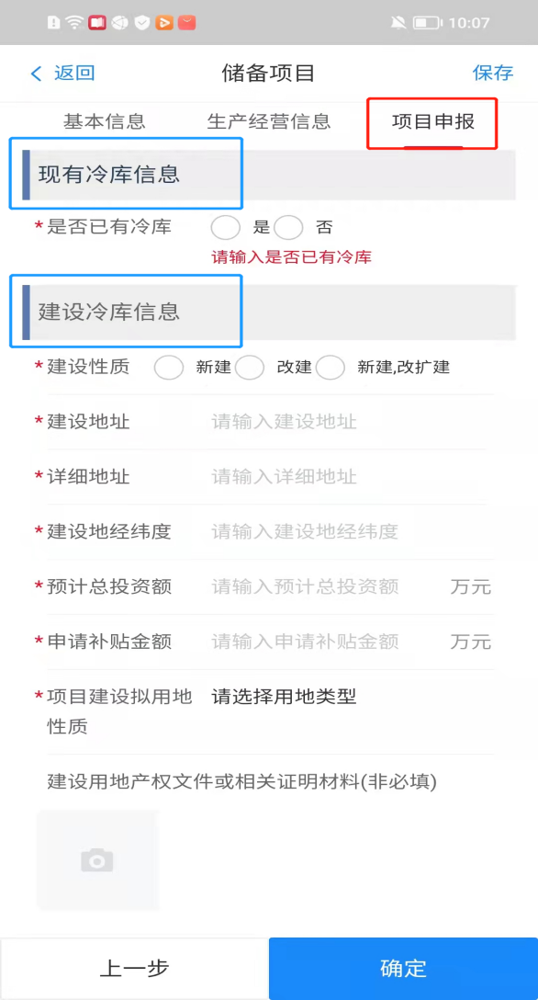 10:07
返回
储备项目
保存
基本信息
生产经营信息
项目申报
现有冷库信息
*是否已有冷库 是 否
请输入是否已有冷库
建设冷库信息
*建设性质 新建 改建 新建,改扩建
*建设地址 请输入建设地址
*详细地址 请输入详细地址
*建设地经纬度 请输入建设地经纬度
*预计总投资额 请输入预计总投资额 万元
*申请补贴金额 请输入申请补贴金额 万元
*项目建设拟用地 请选择用地类型
性质
建设用地产权文件或相关证明材料(非必填)
上一步
确定